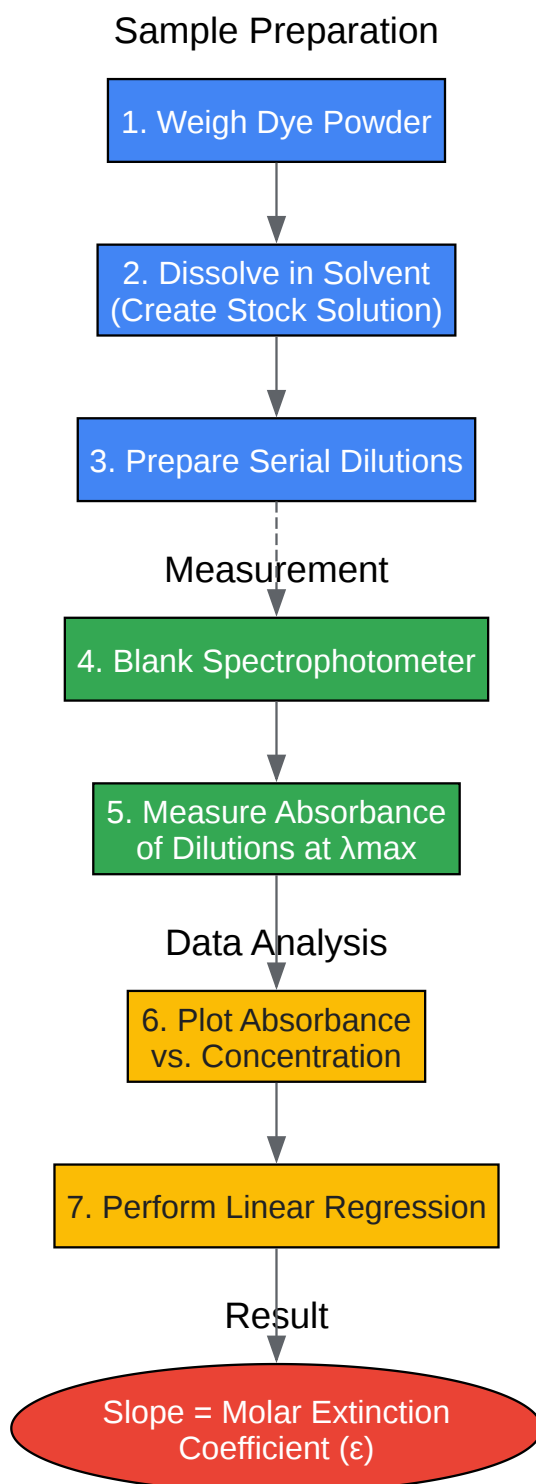 Sample Preparation
1. Weigh Dye Powder
2. Dissolve in Solvent
(Create Stock Solution)
3. Prepare Serial Dilutions
Measurement
4. Blank Spectrophotometer
5. Measure Absorbance
of Dilutions at λmax
Data Analysis
6. Plot Absorbance
vs. Concentration
7. Perform Linear Regression
Result
Slope = Molar Extinction
Coefficient (ε)